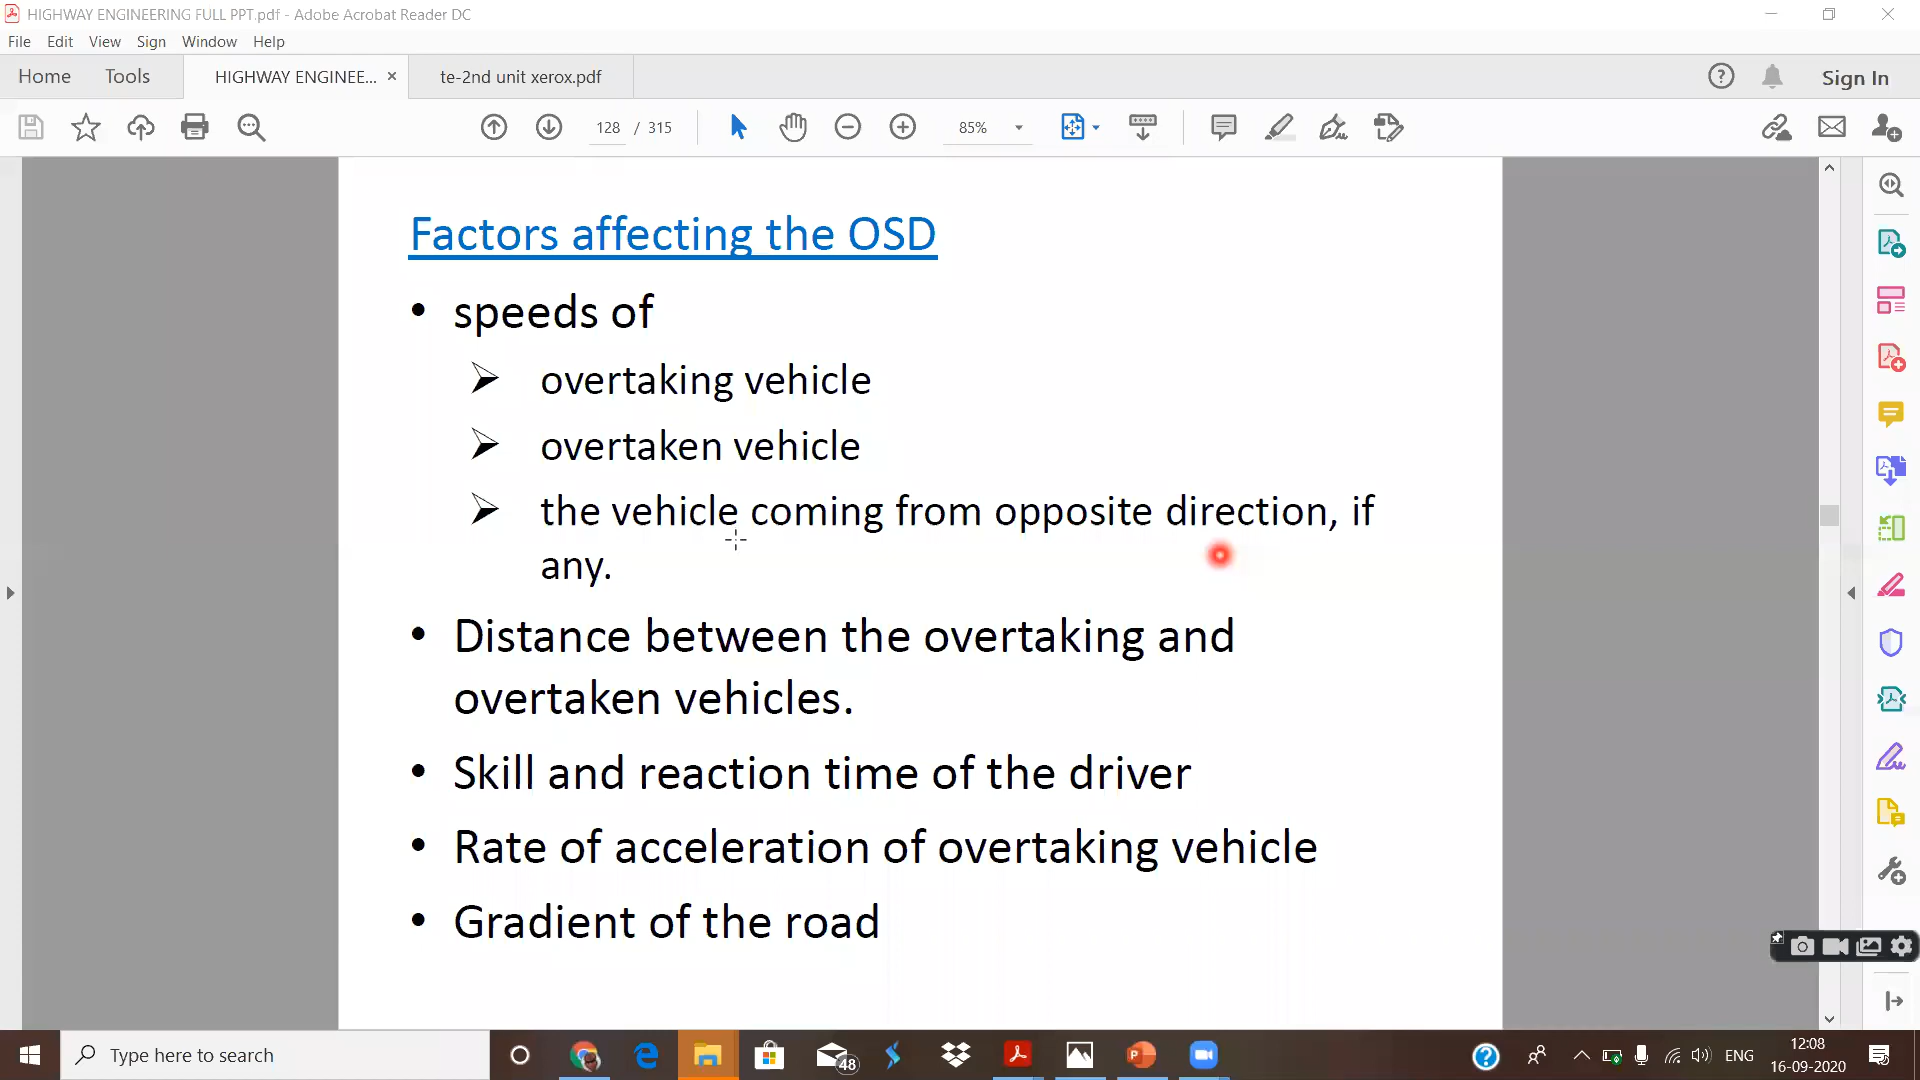 HIGHWAY ENGINEERING FULL PPT.pdf - Adobe Acrobat Reader DC
File Edit View Sign Window Help
Home Tools HIGHWAY ENGINEE... × te-2nd unit xerox.pdf Sign In
128 / 315 85%
Factors affecting the OSD
• speeds of
➢ overtaking vehicle
➢ overtaken vehicle
➢ the vehicle coming from opposite direction, if
any.
• Distance between the overtaking and
overtaken vehicles.
• Skill and reaction time of the driver
• Rate of acceleration of overtaking vehicle
• Gradient of the road
Type here to search 48 ENG 12:08
16-09-2020